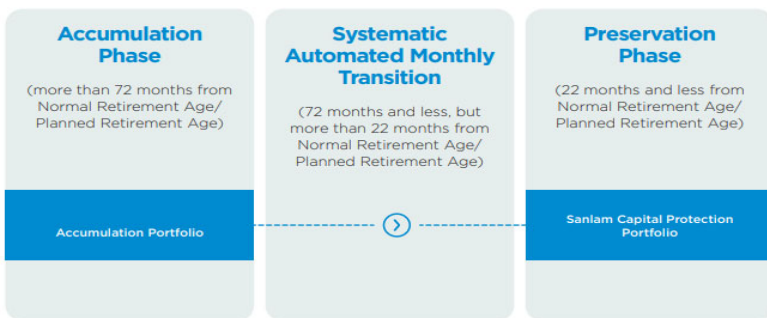 Accumulation
Phase
(more than 72 months from
Normal Retirement Age/
Planned Retirement Age)
Accumulation Portfolio
Systematic
Automated Monthly
Transition
(72 months and less, but
more than 22 months from
Normal Retirement Age/
Planned Retirement Age)
Preservation
Phase
(22 months and less from
Normal Retirement Age/
Planned Retirement Age)
Sanlam Capital Protection
Portfolio